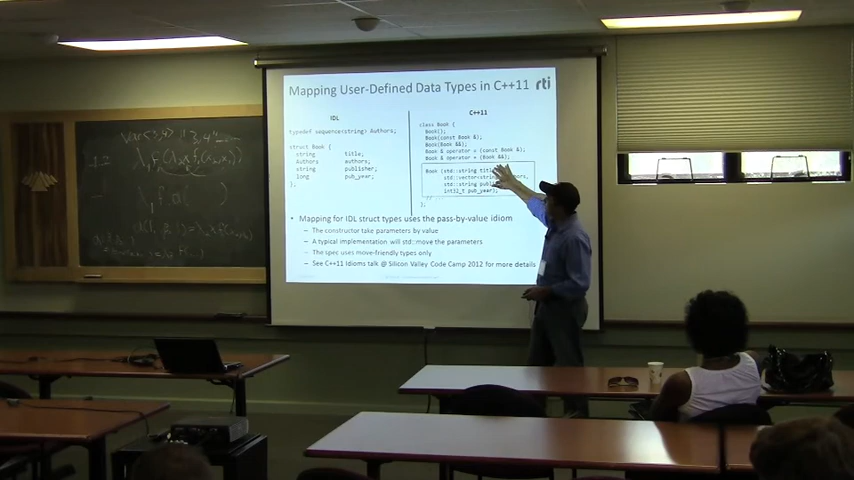 Mapping User-Defined Data Types in C++11
rti
IDL
typedef sequence<string> Authors;
struct Book {
string title;
Authors authors;
string publisher;
long pub_year;
};
C++11
class Book {
Book();
Book(const Book &);
Book(Book &&);
Book & operator = (const Book &);
Book & operator = (Book &&);
Book (std::string
std::vector<string>
std::string
int32_t pub_year);
// ...
};
• Mapping for IDL struct types uses the pass-by-value idiom
– The constructor take parameters by value
– A typical implementation will std::move the parameters
– The spec uses move-friendly types only
– See C++11 Idioms talk @ Silicon Valley Code Camp 2012 for more details